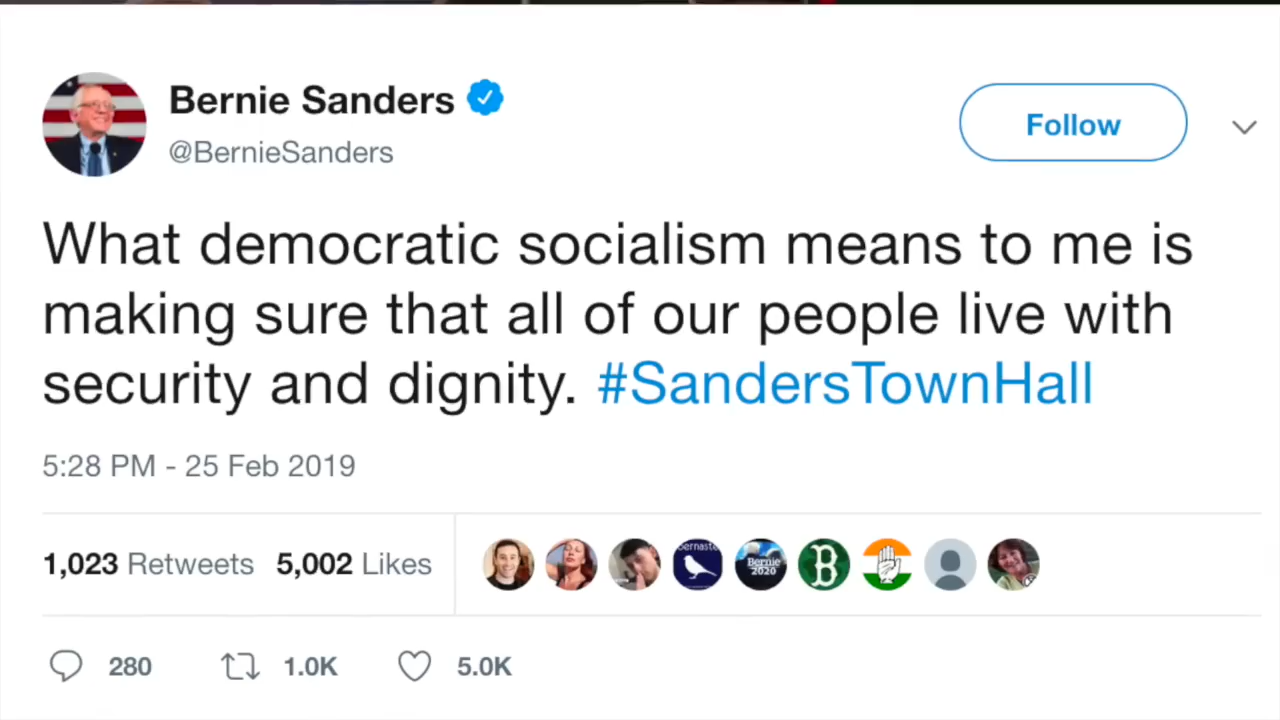 Bernie Sanders
@BernieSanders
Follow
What democratic socialism means to me is
making sure that all of our people live with
security and dignity. #SandersTownHall
5:28 PM - 25 Feb 2019
1,023 Retweets 5,002 Likes
Bernie
2020
B
280 1.0K 5.0K